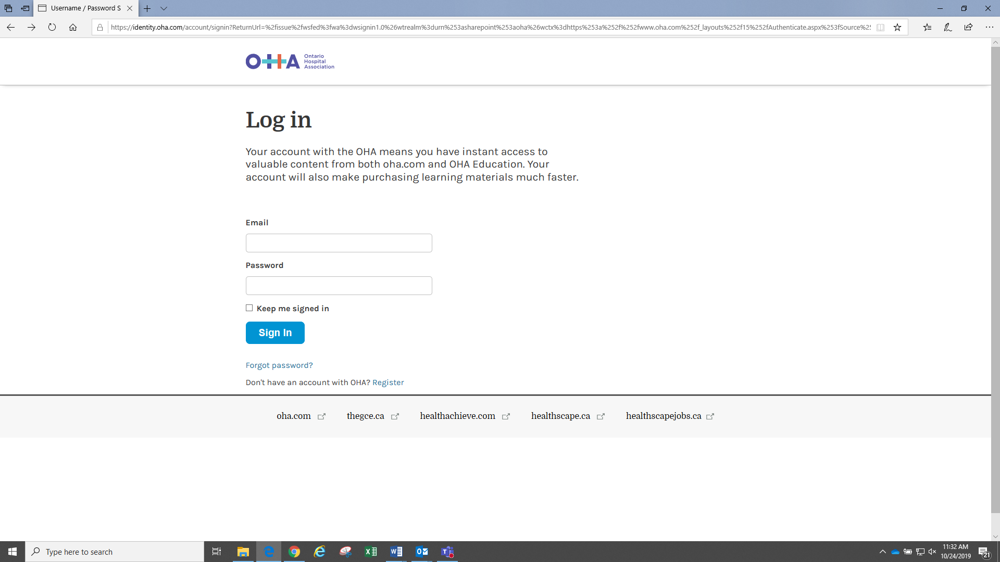 Username / Password S
https://identity.oha.com/account/signin?ReturnUrl=%2fissue%2fwsfed%3fwa%3dwsignin1.0%26wtrealm%3durn%253asharepoint%253aoha%26wctx%3dhttps%253a%252f%252fwww.oha.com%252f_layouts%252f15%252fAuthenticate.aspx%253fSource%25
OHA
Ontario
Hospital
Association
Log in
Your account with the OHA means you have instant access to
valuable content from both oha.com and OHA Education. Your
account will also make purchasing learning materials much faster.
Email
Password
Keep me signed in
Sign In
Forgot password?
Don't have an account with OHA? Register
oha.com thegce.ca healthachieve.com healthscape.ca healthscapejobs.ca
Type here to search
11:32 AM
10/24/2019
21